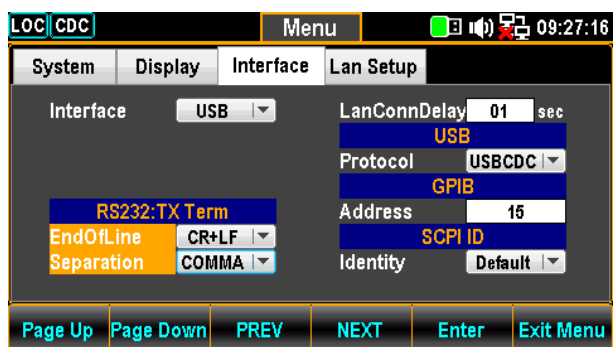 LOC CDC Menu 09:27:16
System Display Interface Lan Setup
Interface USB
LanConnDelay 01 sec
USB
Protocol USBCDC
GPIB
RS232:TX Term
Address 15
EndOfLine CR+LF
SCPI ID
Separation COMMA
Identity Default
Page Up Page Down PREV NEXT Enter Exit Menu